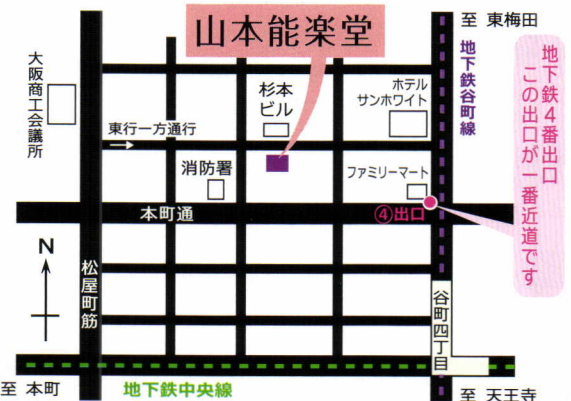 山本能楽堂
至 東梅田
地下鉄谷町線
地下鉄4番出口
この出口が一番近道です
大阪商工会議所
杉本
ビル
ホテル
サンホワイト
東行一方通行
消防署
ファミリーマート
本町通
④出口
N
松屋町筋
谷町四丁目
至 本町
地下鉄中央線
至 天王寺